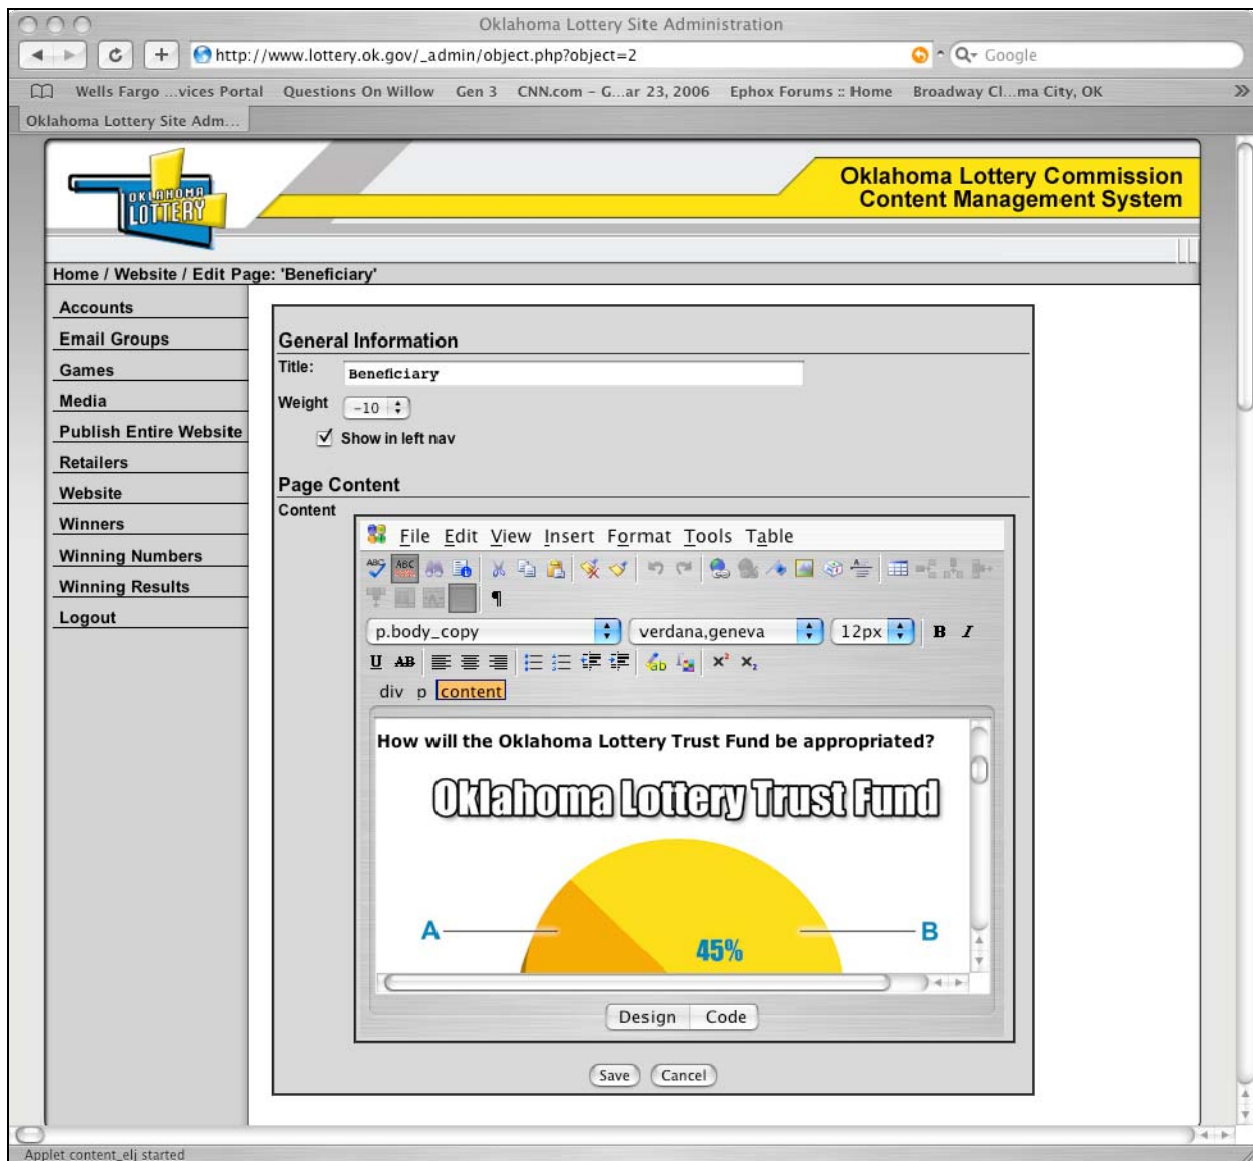 Oklahoma Lottery Site Administration
http://www.lottery.ok.gov/_admin/object.php?object=2
Google
Wells Fargo ...vices Portal Questions On Willow Gen 3 CNN.com – G...ar 23, 2006 Ephox Forums :: Home Broadway Cl...ma City, OK
Oklahoma Lottery Site Adm...
OKLAHOMA
LOTTERY
Oklahoma Lottery Commission
Content Management System
Home / Website / Edit Page: 'Beneficiary'
Accounts
Email Groups
Games
Media
Publish Entire Website
Retailers
Website
Winners
Winning Numbers
Winning Results
Logout
General Information
Title: Beneficiary
Weight -10
Show in left nav
Page Content
Content
File Edit View Insert Format Tools Table
ABC ABC
¶
p.body_copy verdana,geneva 12px B I
U AB ab x² x₂
div p content
How will the Oklahoma Lottery Trust Fund be appropriated?
Oklahoma Lottery Trust Fund
A B
45%
Design Code
Save Cancel
Applet content_elj started